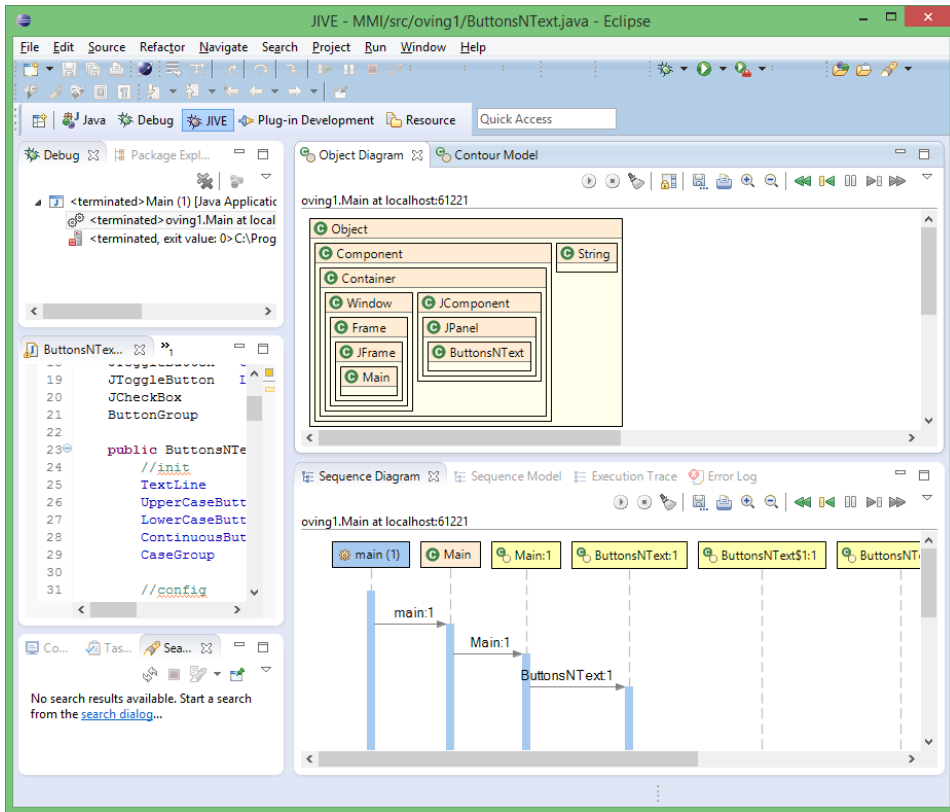 JIVE - MMI/src/oving1/ButtonsNText.java - Eclipse
File Edit Source Refactor Navigate Search Project Run Window Help
Java Debug JIVE Plug-in Development Resource Quick Access
Debug Package Expl...
<terminated>Main (1) [Java Applicatic
<terminated>oving1.Main at local
<terminated, exit value: 0>C:\Prog
ButtonsNTex... »1
19 JToggleButton
20 JCheckBox
21 ButtonGroup
22
23 public ButtonsNTe
24 //init
25 TextLine
26 UpperCaseButt
27 LowerCaseButt
28 ContinuousBut
29 CaseGroup
30
31 //config
Co... Tas... Sea...
No search results available. Start a search
from the search dialog...
Object Diagram Contour Model
oving1.Main at localhost:61221
Object
Component String
Container
Window JComponent
Frame JPanel
JFrame ButtonsNText
Main
Sequence Diagram Sequence Model Execution Trace Error Log
oving1.Main at localhost:61221
main (1) Main Main:1 ButtonsNText:1 ButtonsNText$1:1 ButtonsNT
main:1
Main:1
ButtonsNText:1